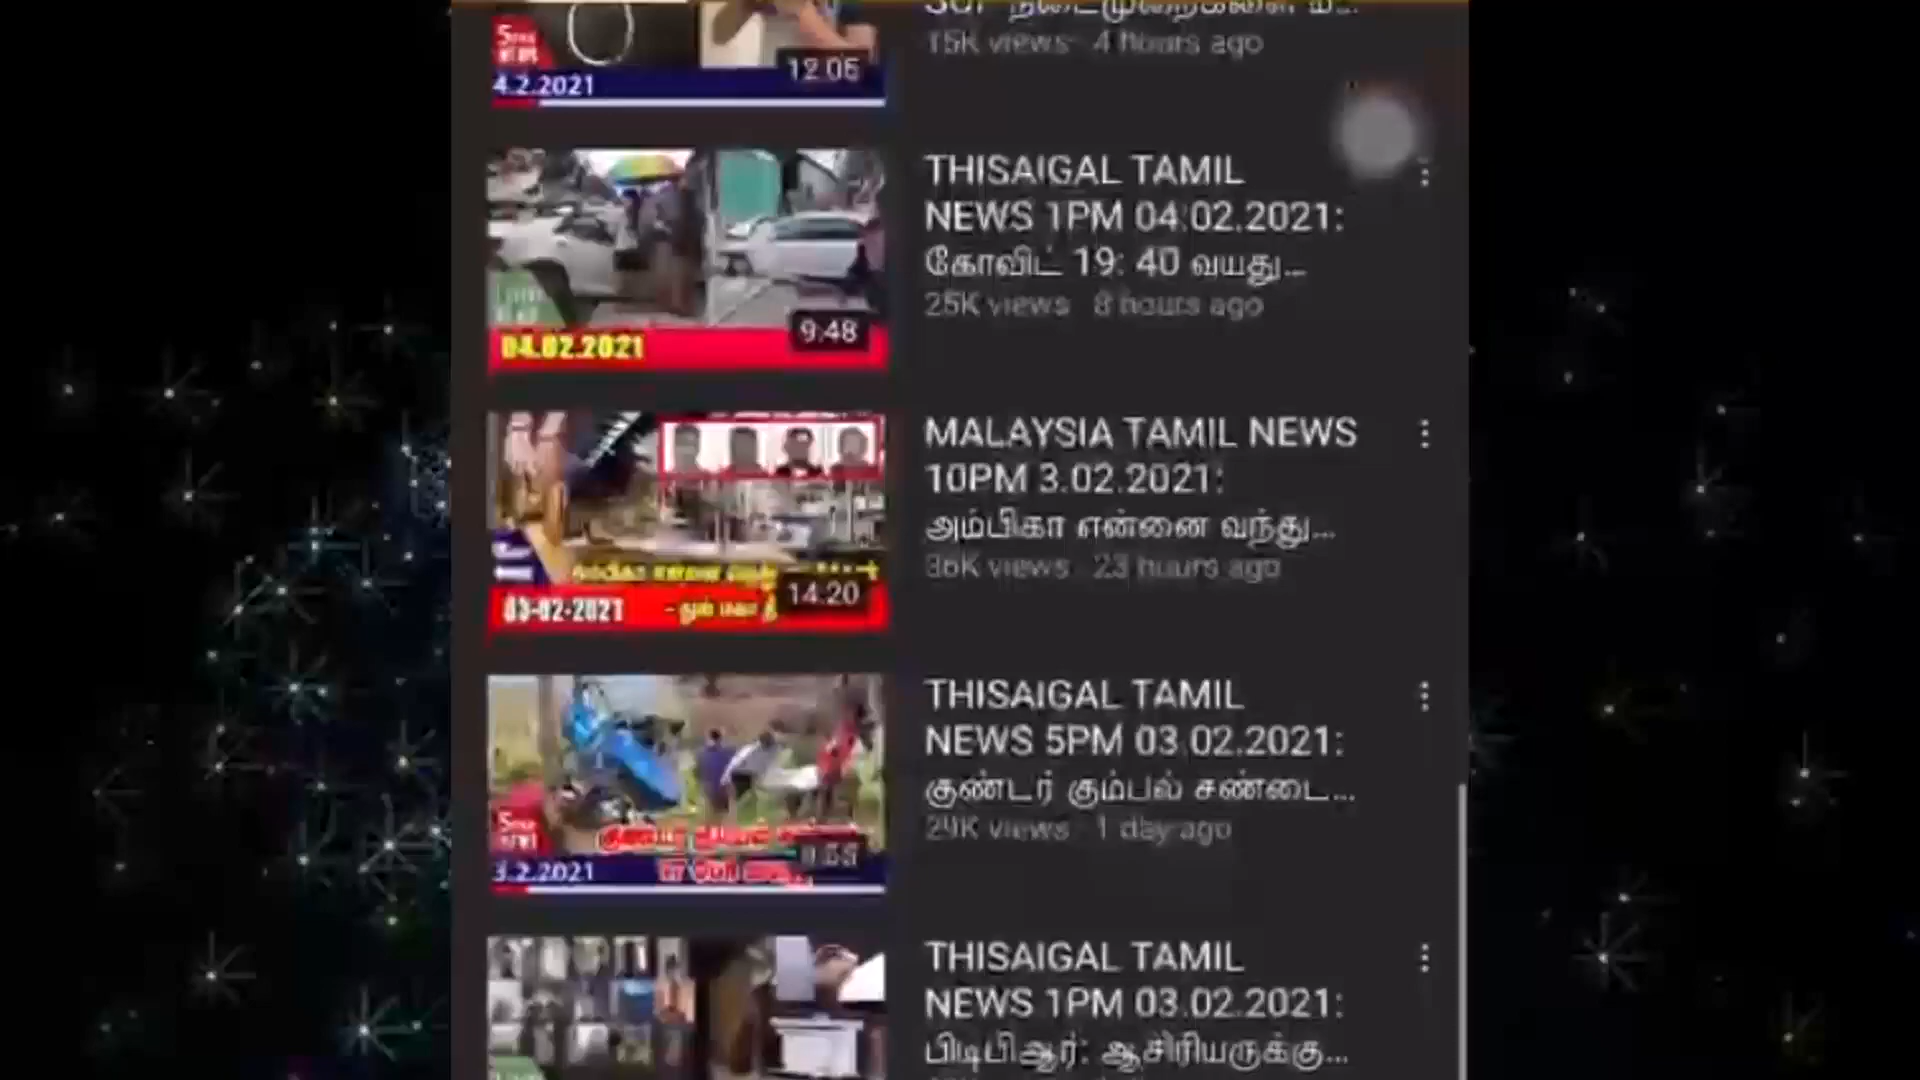 12:05
4.2.2021
15K views 4 hours ago
THISAIGAL TAMIL
NEWS 1PM 04.02.2021:
கோவிட் 19: 40 வயது...
25K views 8 hours ago
9:48
04.02.2021
MALAYSIA TAMIL NEWS
10PM 3.02.2021:
அம்பிகா என்னை வந்து...
36K views 23 hours ago
14:20
03-02-2021
THISAIGAL TAMIL
NEWS 5PM 03.02.2021:
குண்டர் கும்பல் சண்டை...
29K views 1 day ago
3.2.2021
THISAIGAL TAMIL
NEWS 1PM 03.02.2021:
பிடிபிஆர்: ஆசிரியருக்கு...